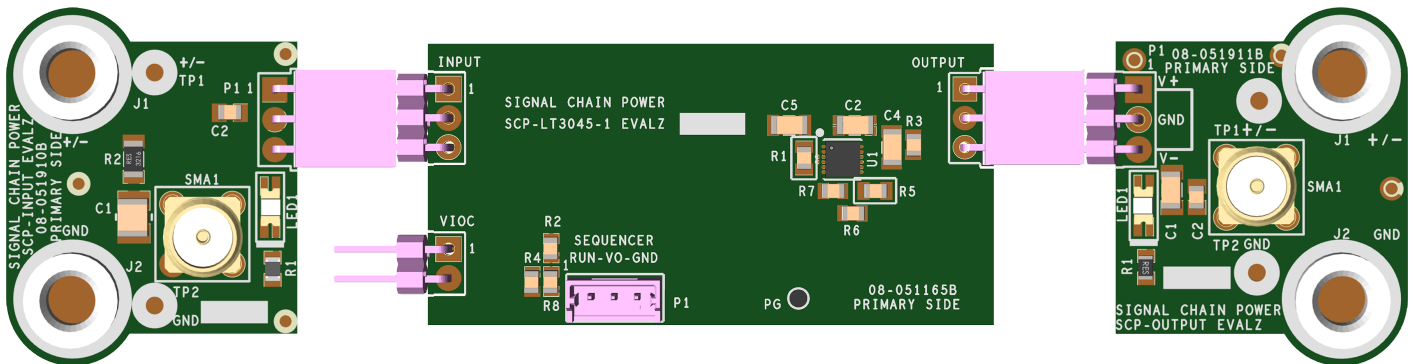 +/-
TP1
J1
P1 1
C2
+/-
R2
RES
3216
SIGNAL CHAIN POWER
SCP-INPUT EVALZ
08-051910B
PRIMARY SIDE
C1
SMA1
LED1
GND
J2
R1
TP2
GND
INPUT
1
SIGNAL CHAIN POWER
SCP-LT3045-1 EVALZ
VIOC
1
R2
SEQUENCER
RUN-VO-GND
R4
1
R8
P1
PG
08-051165B
PRIMARY SIDE
C5
C2
C4
R3
R1
U1
R7
R5
R6
OUTPUT
1
P1
1
08-051911B
PRIMARY SIDE
V+
GND
V-
TP1+/-
J1
+/-
SMA1
LED1
C1
C2
TP2
GND
J2
GND
R1
RES
SIGNAL CHAIN POWER
SCP-OUTPUT EVALZ